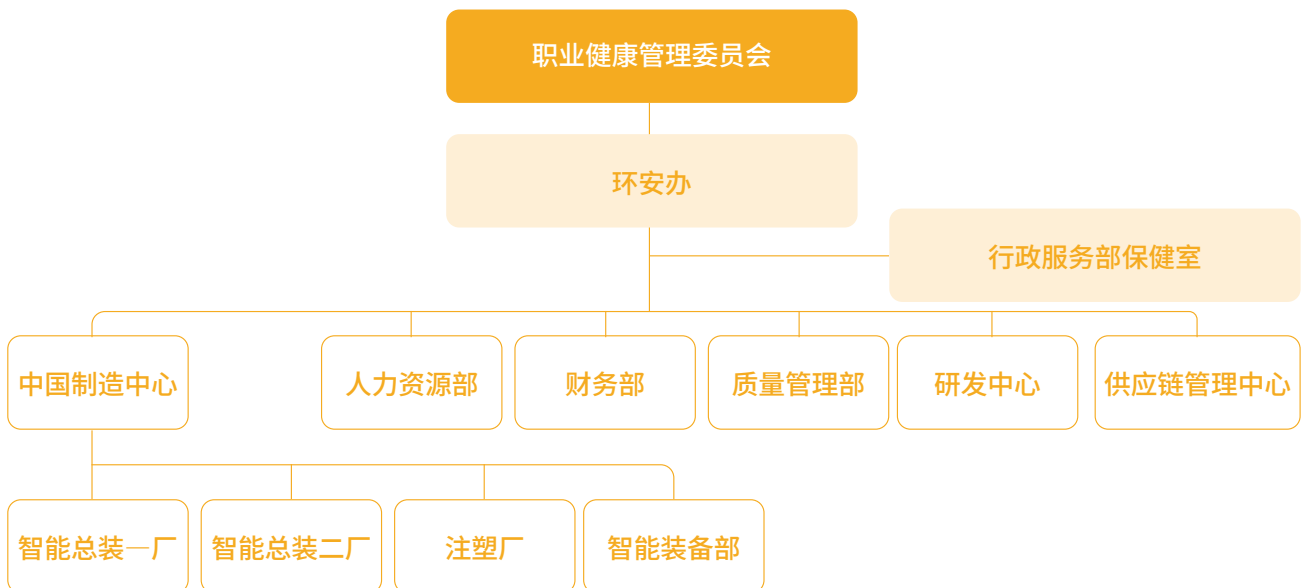 职业健康管理委员会
环安办
行政服务部保健室
中国制造中心
人力资源部
财务部
质量管理部
研发中心
供应链管理中心
智能总装一厂
智能总装二厂
注塑厂
智能装备部